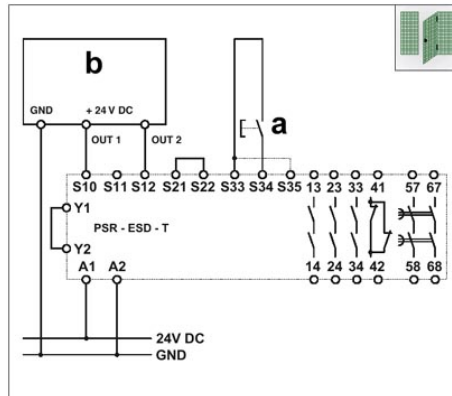 b
GND
+ 24 V DC
OUT 1
OUT 2
a
S10 S11 S12 S21 S22 S33 S34 S35 13 23 33 41 57 67
Y1
PSR - ESD - T
Y2
A1 A2
14 24 34 42 58 68
24V DC
GND